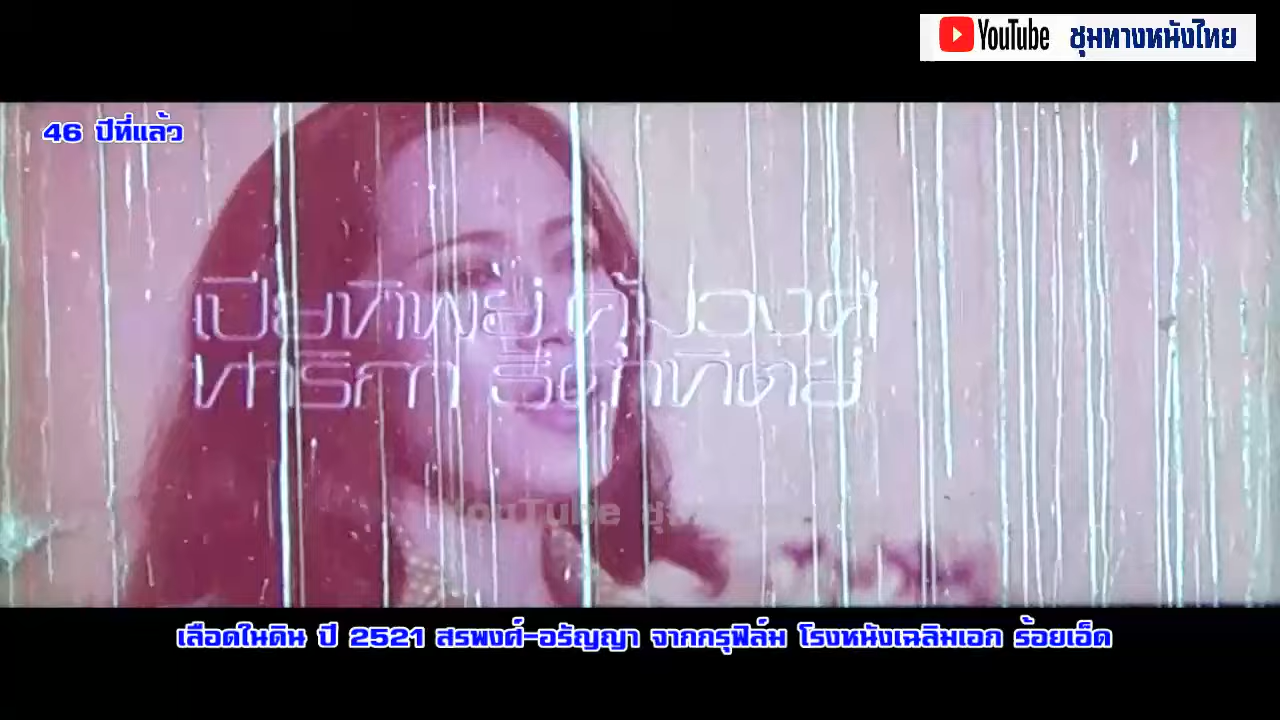 YouTube ชุมทางหนังไทย
46 ปีที่แล้ว
เปียทิพย์ คุ้มวงศ์
ทาริกา ธิดาทิตย์
YouTube
เลือดในดิน ปี 2521 สรพงศ์-อรัญญา จากกรุฟิล์ม โรงหนังเฉลิมเอก ร้อยเอ็ด